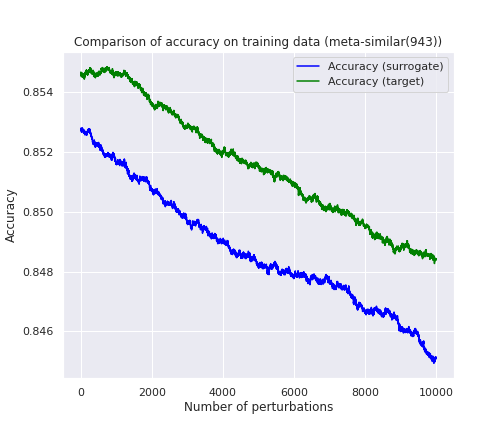 Comparison of accuracy on training data (meta-similar(943))
Accuracy (surrogate)
Accuracy (target)
Accuracy
0.854
0.852
0.850
0.848
0.846
0 2000 4000 6000 8000 10000
Number of perturbations